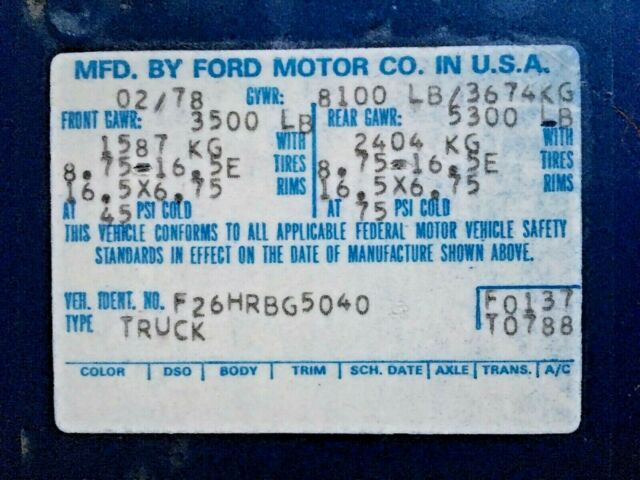 MFD. BY FORD MOTOR CO. IN U.S.A.
02/78 GVWR: 8100 LB/3674KG
FRONT GAWR: 3500 LB REAR GAWR: 5300 LB
1587 KG WITH 2404 KG WITH
8.75-16.5E TIRES 8.75-16.5E TIRES
16.5X6.75 RIMS 16.5X6.75 RIMS
AT 45 PSI COLD AT 75 PSI COLD
THIS VEHICLE CONFORMS TO ALL APPLICABLE FEDERAL MOTOR VEHICLE SAFETY
STANDARDS IN EFFECT ON THE DATE OF MANUFACTURE SHOWN ABOVE.
VEH. IDENT. NO. F26HRBG5040 F0137
TYPE TRUCK T0788
COLOR DSO BODY TRIM SCH. DATE AXLE TRANS. A/C